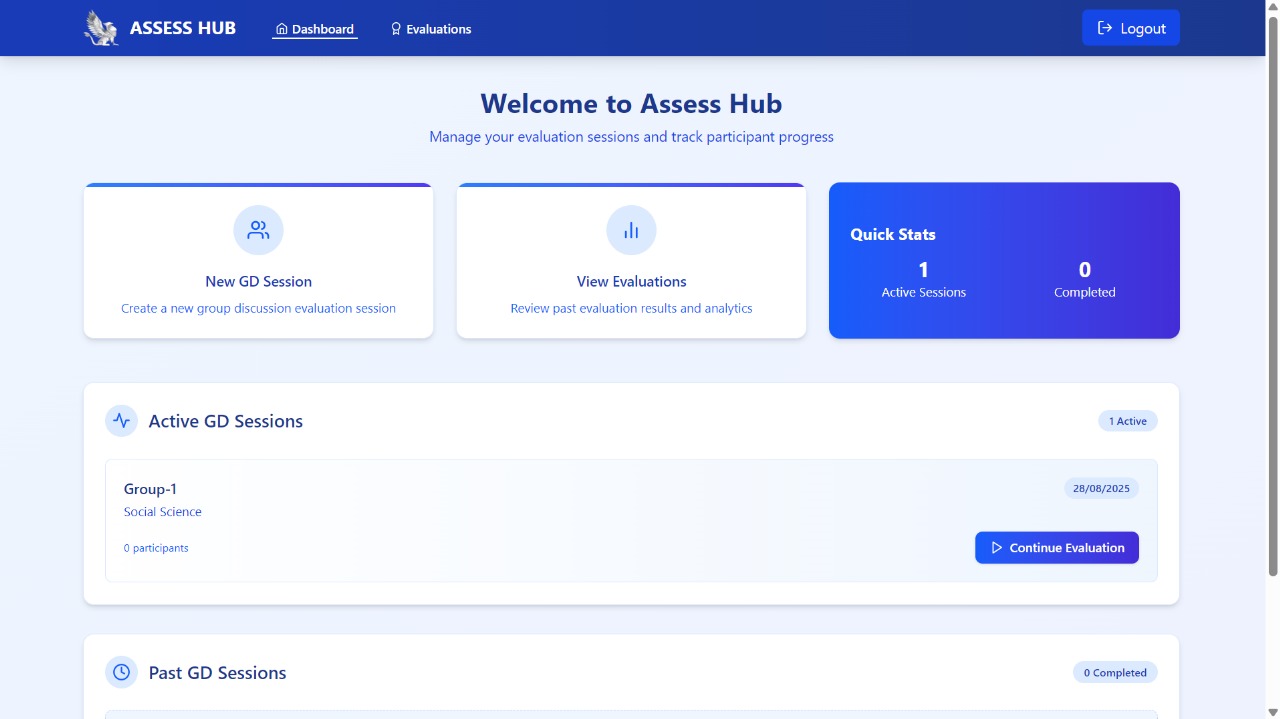 ASSESS HUB
Dashboard
Evaluations
Logout
Welcome to Assess Hub
Manage your evaluation sessions and track participant progress
New GD Session
Create a new group discussion evaluation session
View Evaluations
Review past evaluation results and analytics
Quick Stats
1
Active Sessions
0
Completed
Active GD Sessions
1 Active
Group-1
28/08/2025
Social Science
0 participants
Continue Evaluation
Past GD Sessions
0 Completed